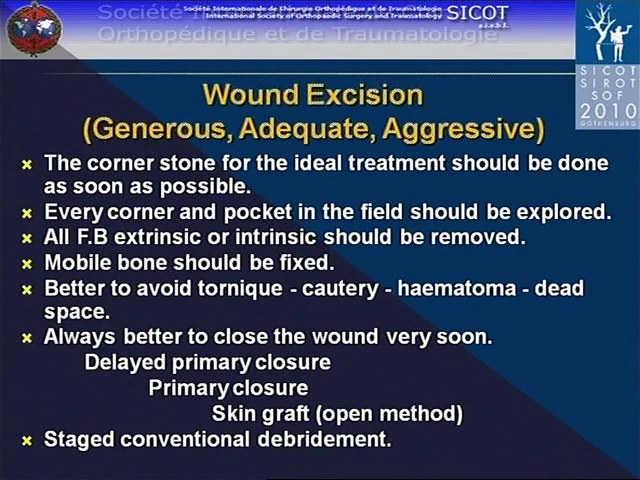 Société Internationale de Chirurgie Orthopédique et de Traumatologie
International Society of Orthopaedic Surgery and Traumatology
SICOT
a.i.s.b.l.
Société In
Orthopédique et de Traumatologie
SICOT
SIROT
SOF
2010
GOTHENBURG
Wound Excision
(Generous, Adequate, Aggressive)
The corner stone for the ideal treatment should be done
as soon as possible.
Every corner and pocket in the field should be explored.
All F.B extrinsic or intrinsic should be removed.
Mobile bone should be fixed.
Better to avoid tornique - cautery - haematoma - dead
space.
Always better to close the wound very soon.
Delayed primary closure
Primary closure
Skin graft (open method)
Staged conventional debridement.